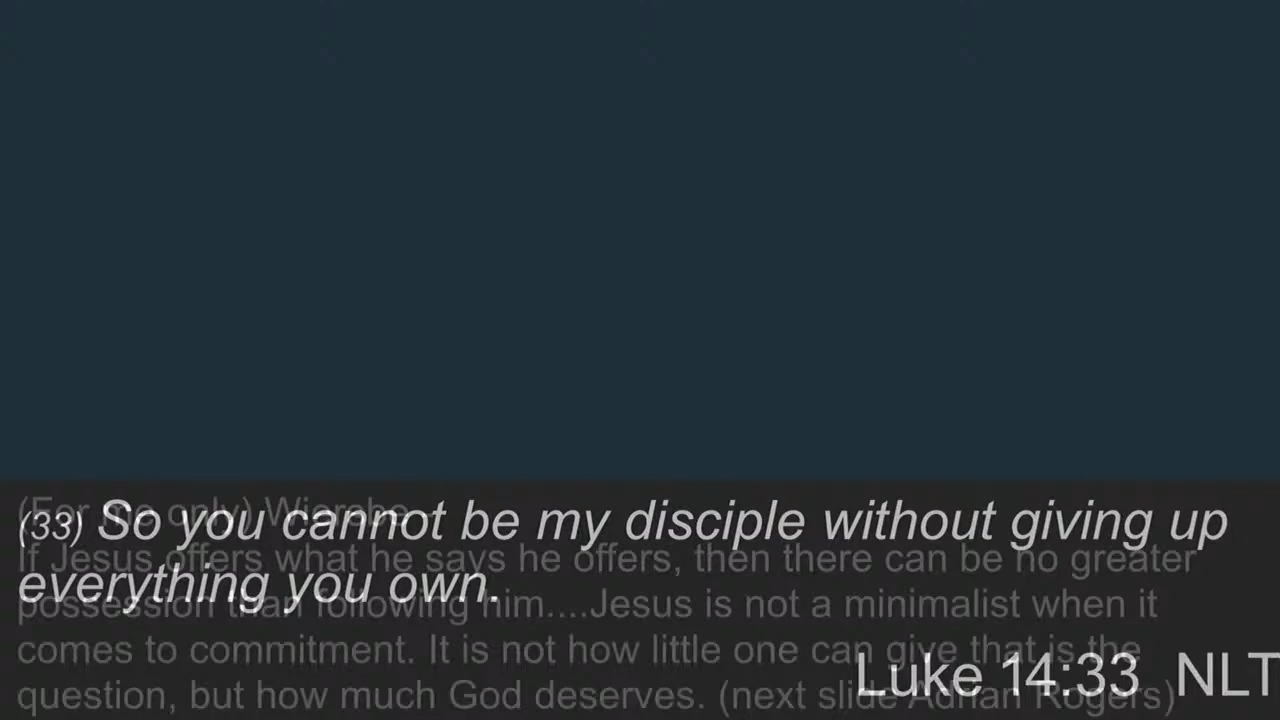 (33) So you cannot be my disciple without giving up
everything you own.
Luke 14:33 NLT
(For me only) Wiersbe -
If Jesus offers what he says he offers, then there can be no greater
possession than following him....Jesus is not a minimalist when it
comes to commitment. It is not how little one can give that is the
question, but how much God deserves. (next slide Adrian Rogers)